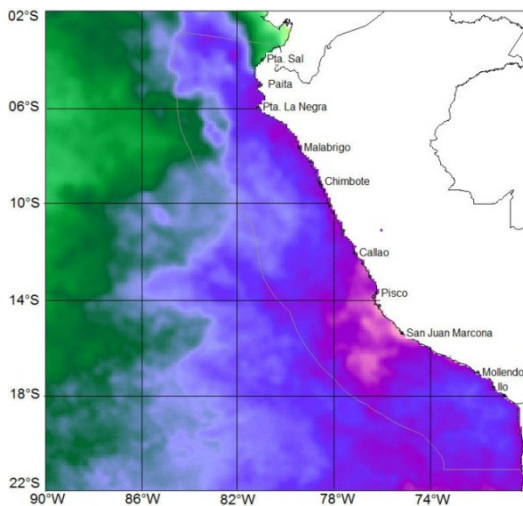 02°S
Pta. Sal
Paita
06°S
Pta. La Negra
Malabrigo
Chimbote
10°S
Callao
Pisco
14°S
San Juan Marcona
Mollendo
Ilo
18°S
22°S
90°W 86°W 82°W 78°W 74°W